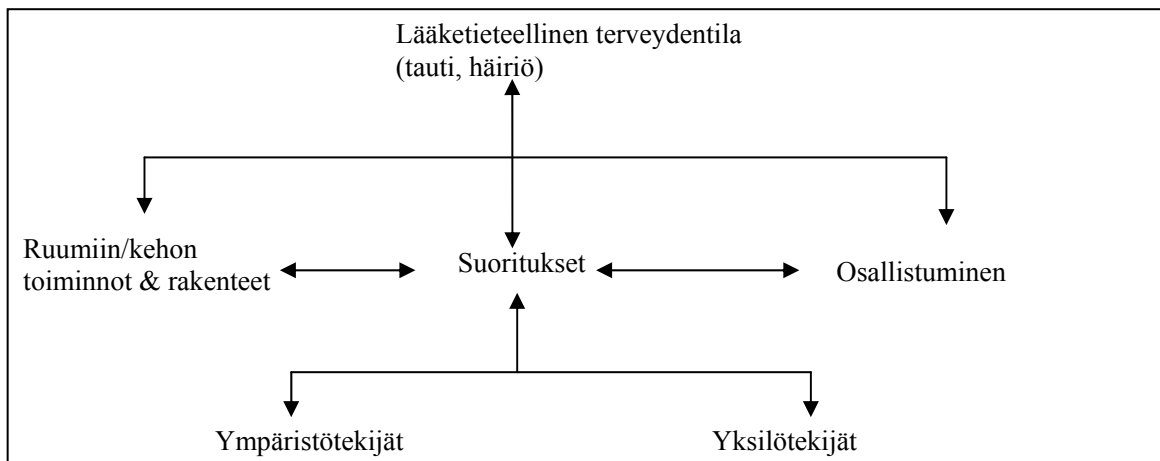 Lääketieteellinen terveydentila
(tauti, häiriö)
Ruumiin/kehon
toiminnot & rakenteet
Suoritukset
Osallistuminen
Ympäristötekijät
Yksilötekijät